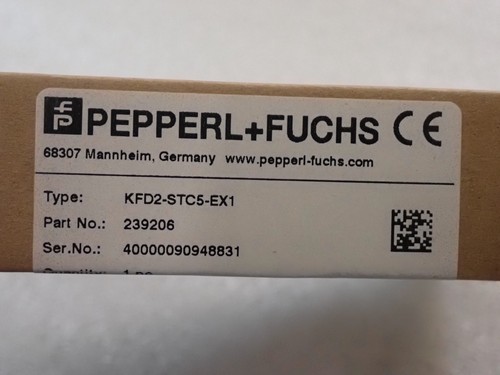 PEPPERL+FUCHS CE
68307 Mannheim, Germany www.pepperl-fuchs.com
Type: KFD2-STC5-EX1
Part No.: 239206
Ser.No.: 40000090948831